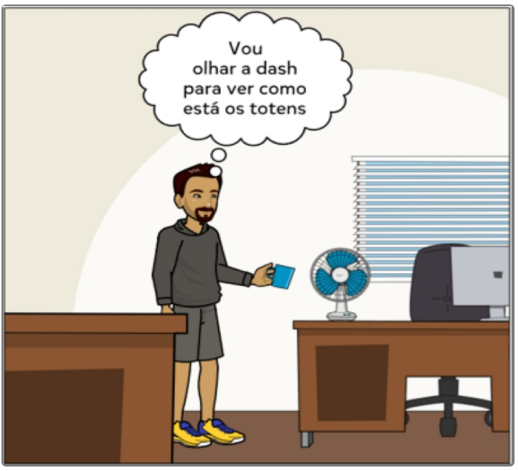 Vou
olhar a dash
para ver como
está os totens